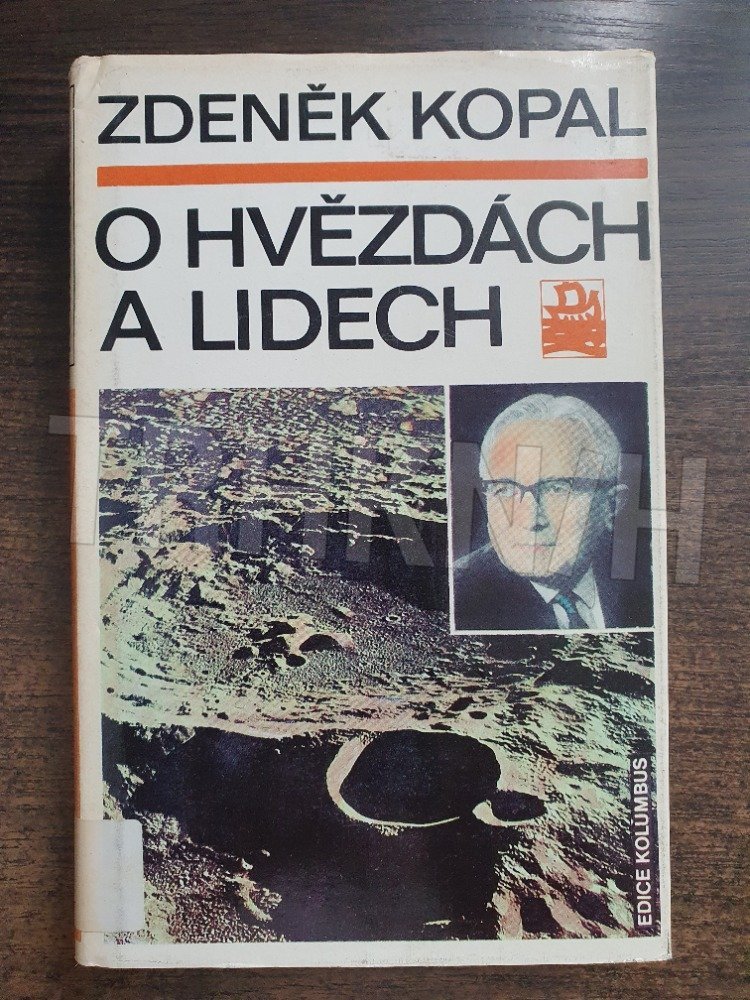 ZDENĚK KOPAL
O HVĚZDÁCH
A LIDECH
EDICE KOLUMBUS